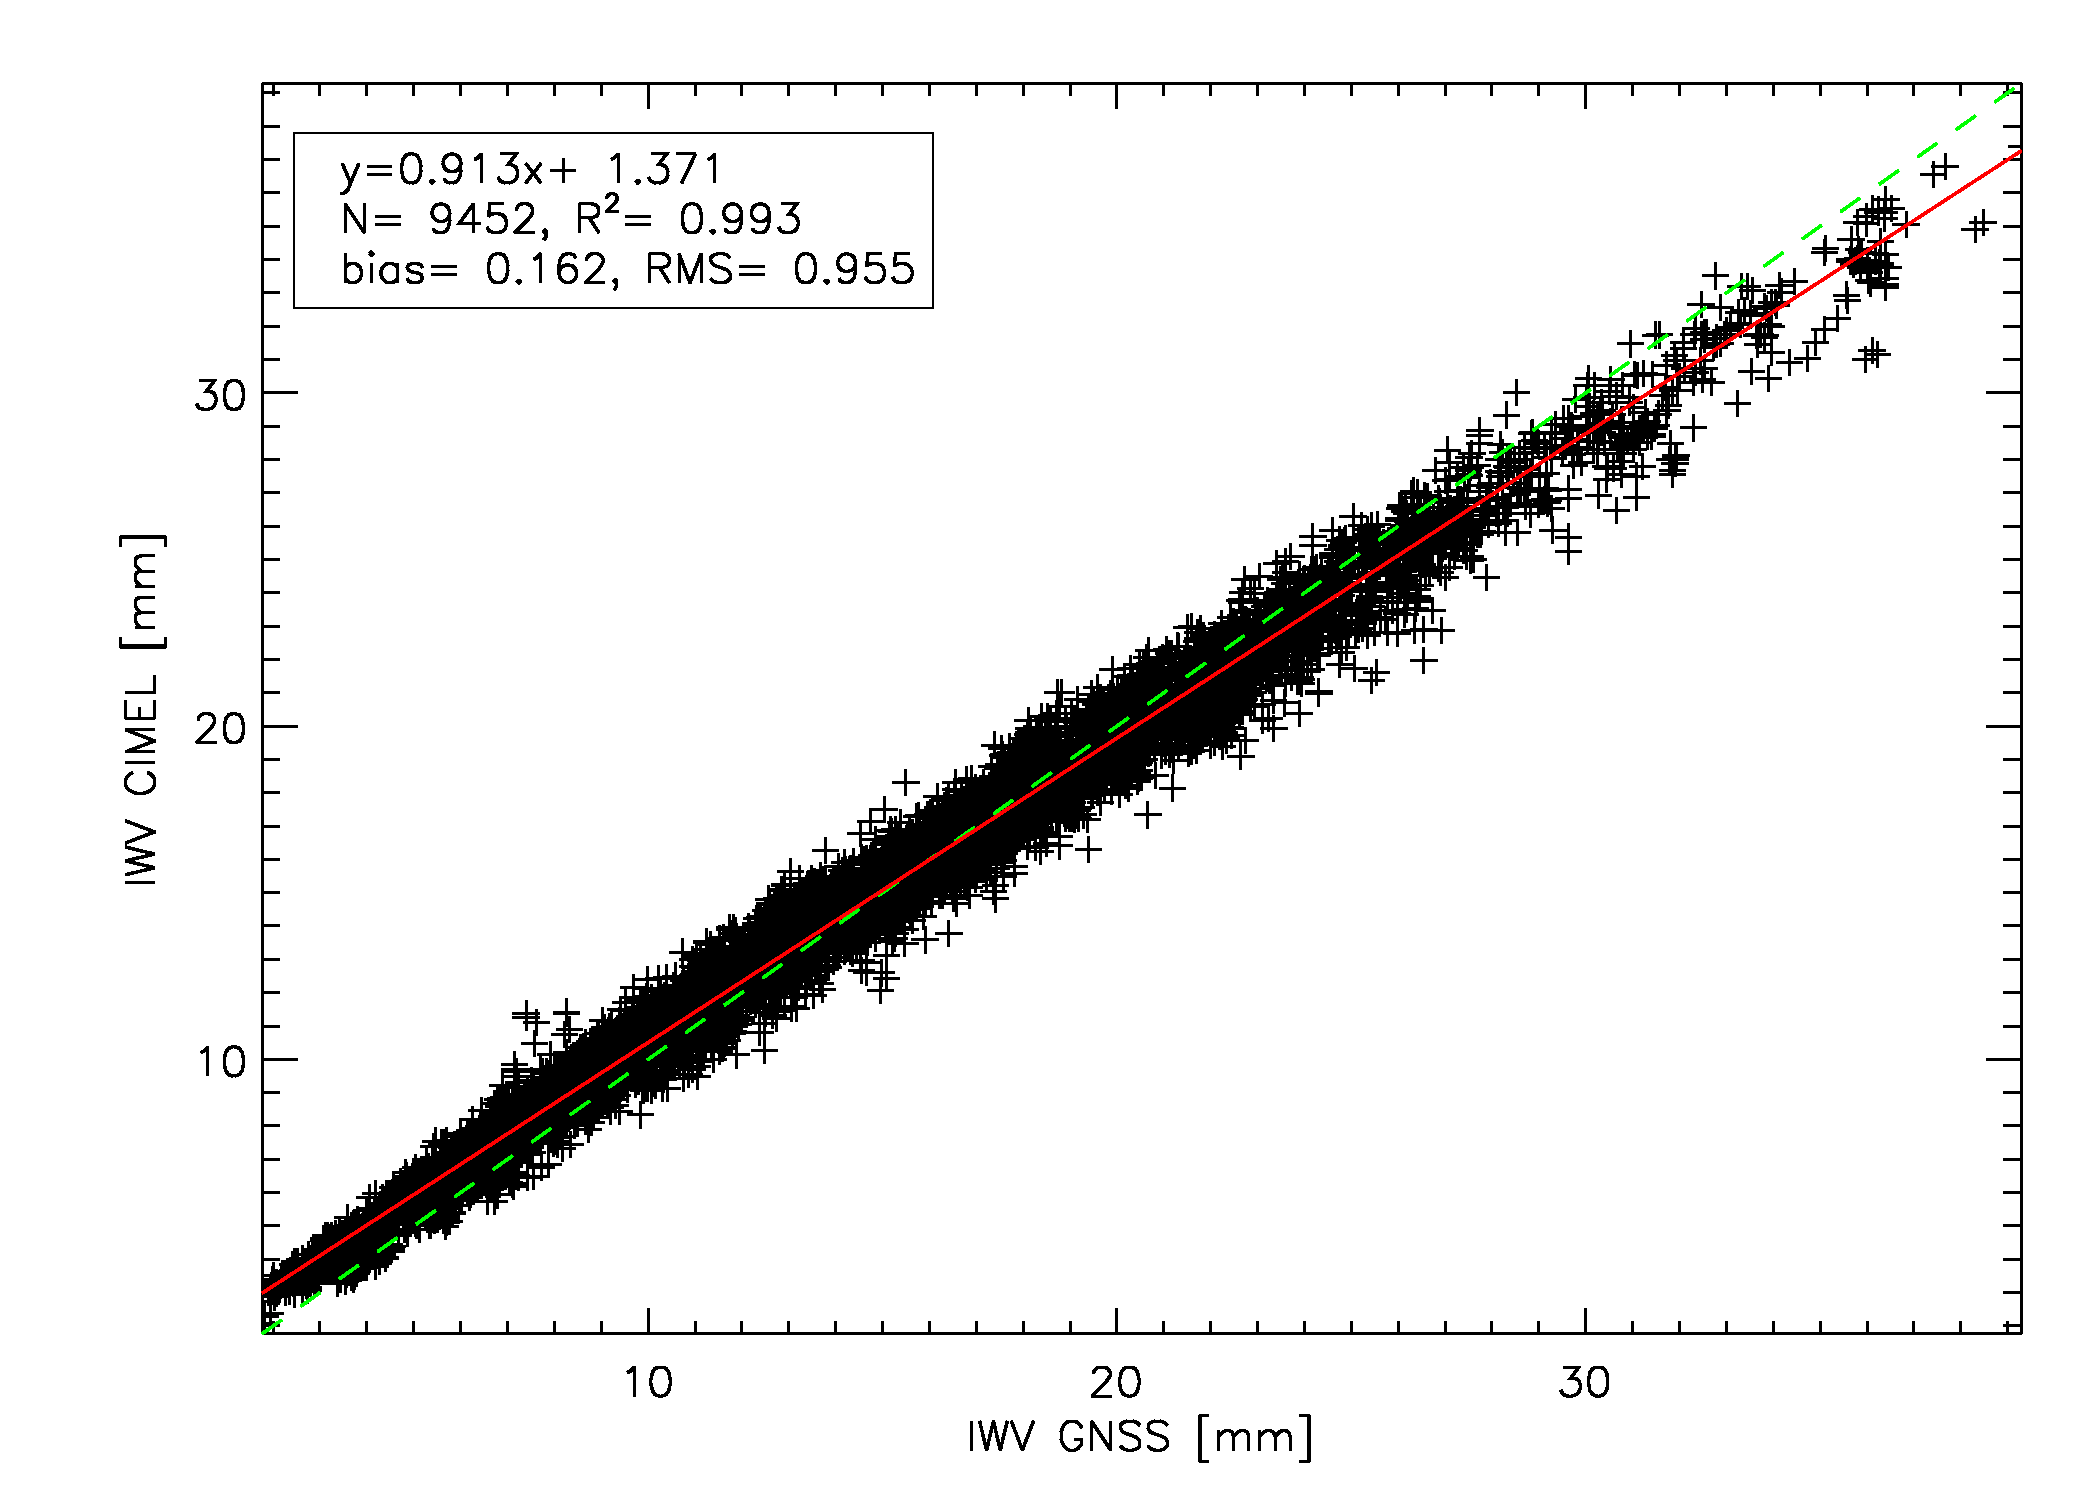 y=0.913x+ 1.371
N= 9452, R²= 0.993
bias= 0.162, RMS= 0.955
30
20
10
IWV CIMEL [mm]
10 20 30
IWV GNSS [mm]